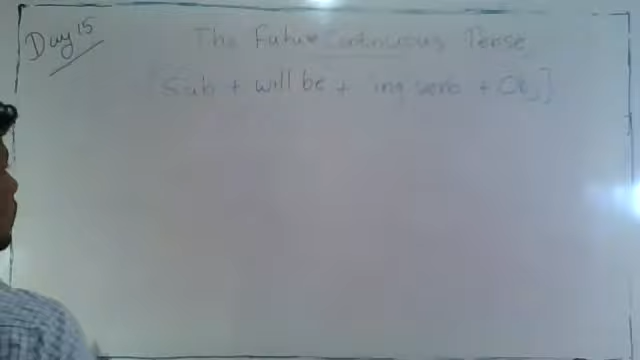 Day 15
The Future Continuous Tense
[Sub + will be + ing verb + Obj]